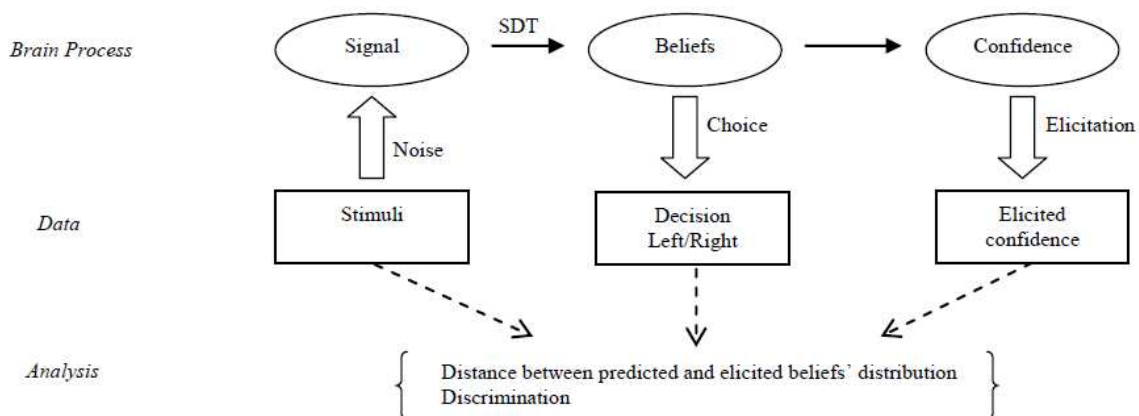 SDT
Brain Process
Signal
Beliefs
Confidence
Noise
Choice
Elicitation
Data
Stimuli
Decision
Left/Right
Elicited
confidence
Analysis
Distance between predicted and elicited beliefs’ distribution
Discrimination